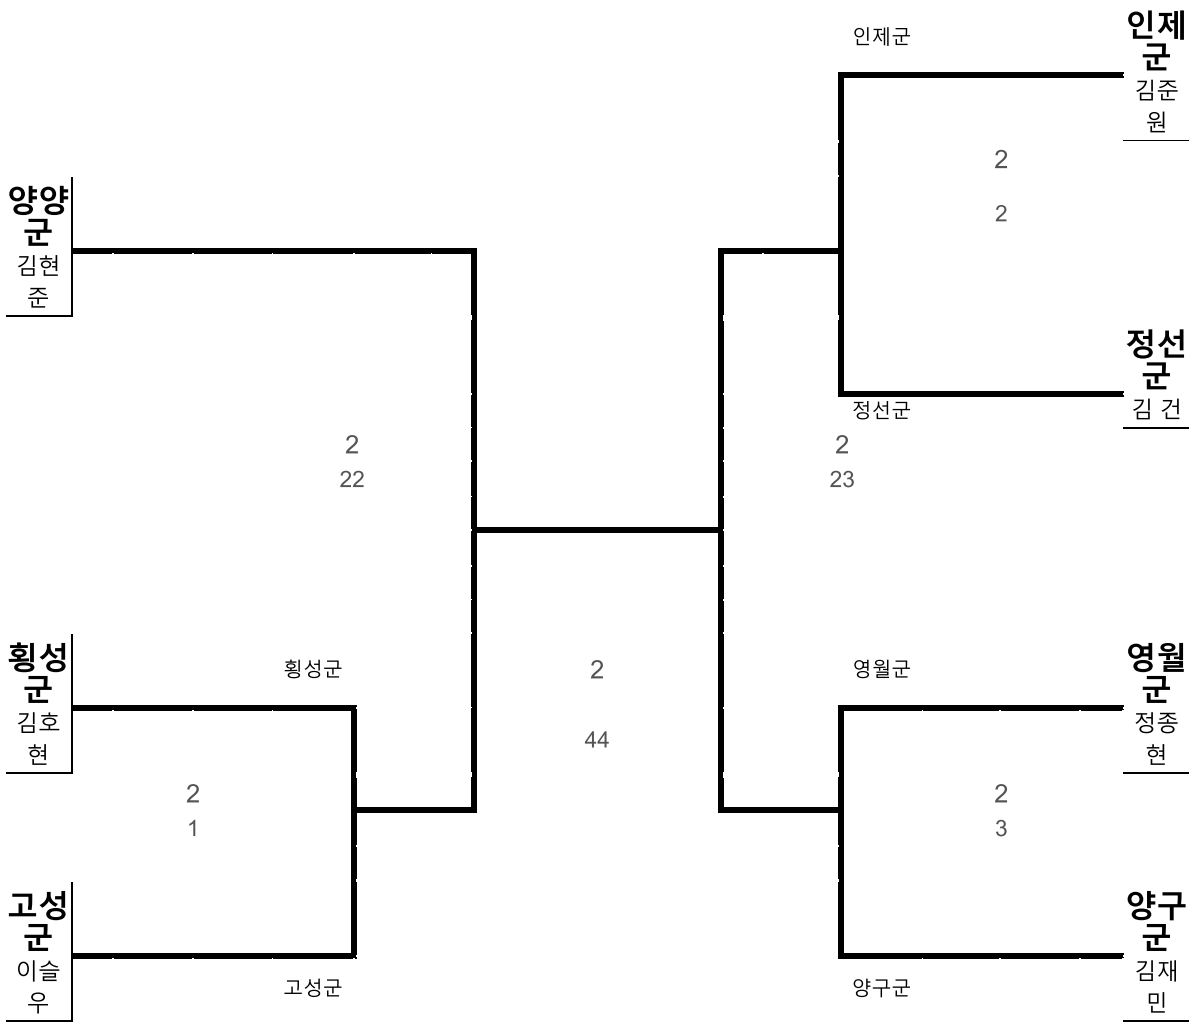 인제군
인제
군
김준
원
2
2
양양
군
김현
준
정선
군
김 건
정선군
2
22
2
23
횡성
군
김호
현
횡성군
2
44
영월군
영월
군
정종
현
2
1
2
3
고성
군
이슬
우
고성군
양구군
양구
군
김재
민